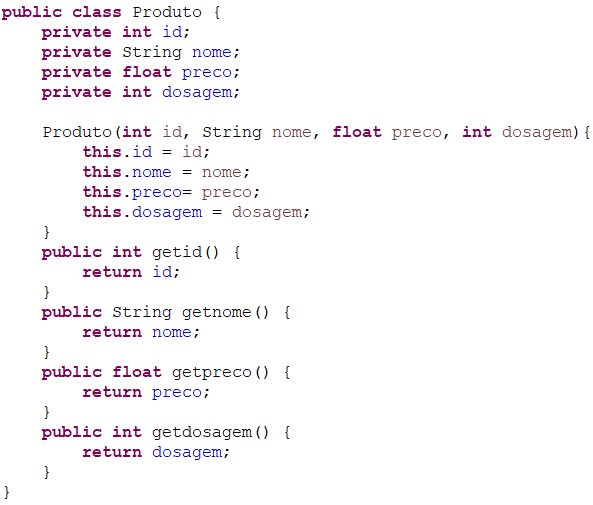 public class Produto {
    private int id;
    private String nome;
    private float preco;
    private int dosagem;

    Produto(int id, String nome, float preco, int dosagem){
        this.id = id;
        this.nome = nome;
        this.preco= preco;
        this.dosagem = dosagem;
    }
    public int getid() {
        return id;
    }
    public String getnome() {
        return nome;
    }
    public float getpreco() {
        return preco;
    }
    public int getdosagem() {
        return dosagem;
    }
}